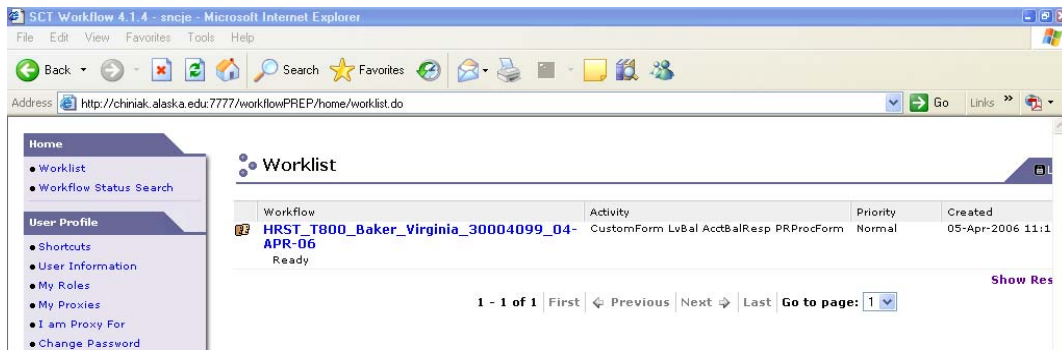 SCT Workflow 4.1.4 - sncje - Microsoft Internet Explorer
File Edit View Favorites Tools Help
Back Search Favorites
Address http://chiniak.alaska.edu:7777/workflowPREP/home/worklist.do Go Links »
Home
Worklist
Workflow Status Search
User Profile
Shortcuts
User Information
My Roles
My Proxies
I am Proxy For
Change Password
Worklist
L
Workflow Activity Priority Created
HRST_T800_Baker_Virginia_30004099_04- CustomForm LvBal AcctBalResp PRProcForm Normal 05-Apr-2006 11:1
APR-06
Ready
Show Res
1 - 1 of 1 First Previous Next Last Go to page: 1